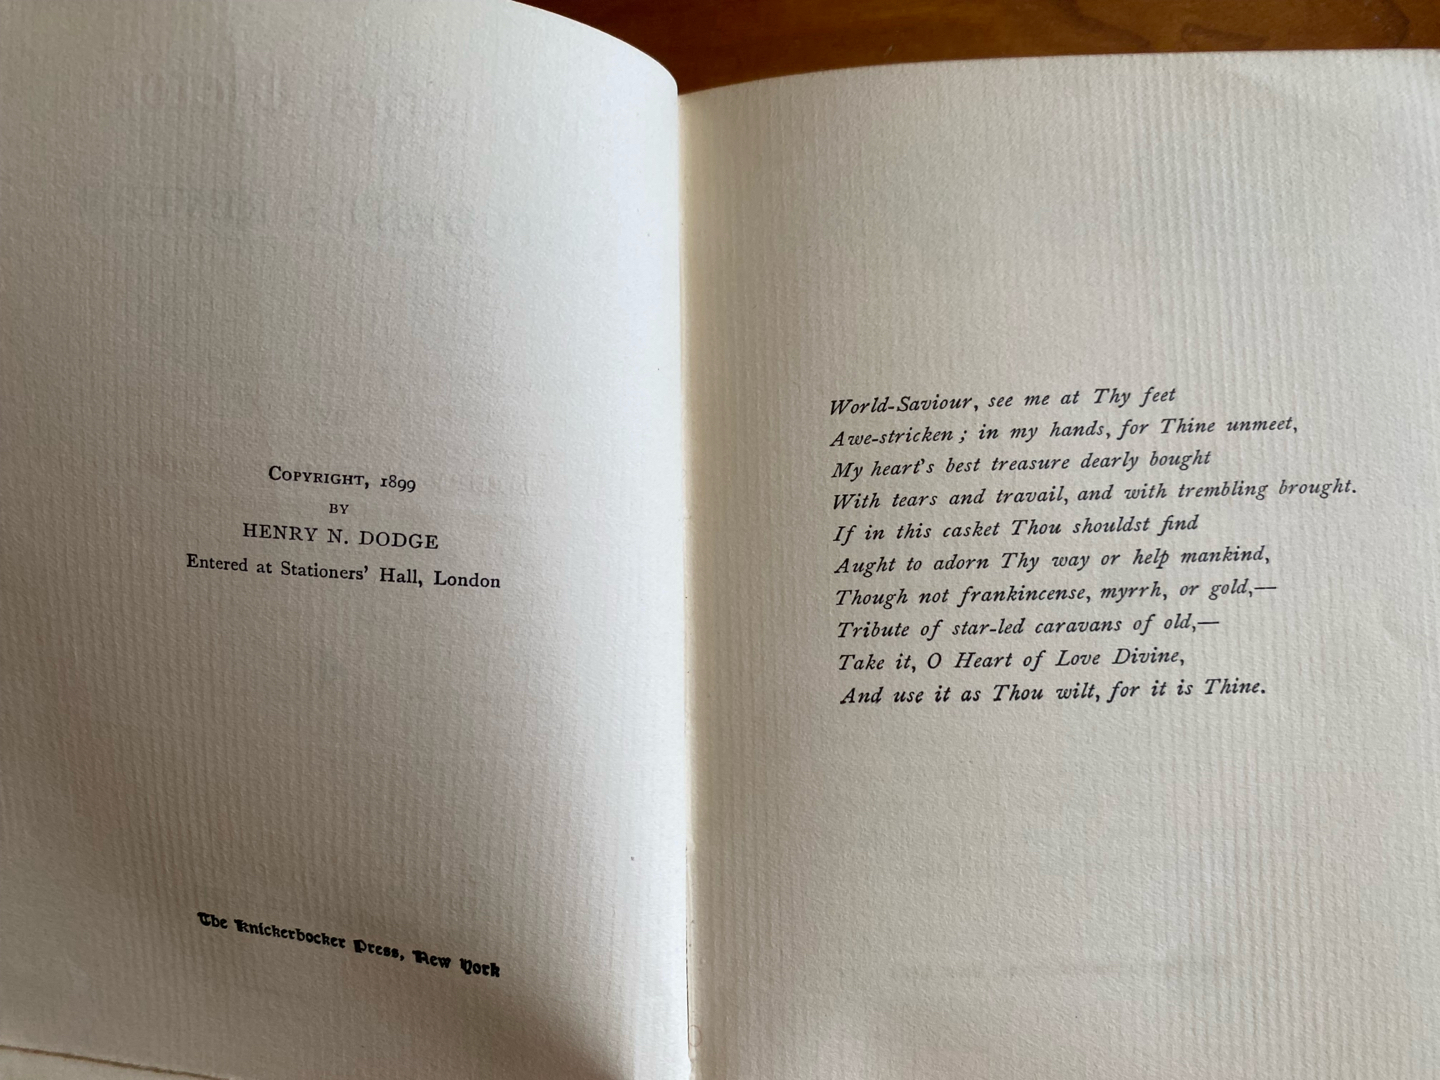 COPYRIGHT, 1899
BY
HENRY N. DODGE
Entered at Stationers' Hall, London
The Knickerbocker Press, New York
World-Saviour, see me at Thy feet
Awe-stricken ; in my hands, for Thine unmeet,
My heart's best treasure dearly bought
With tears and travail, and with trembling brought.
If in this casket Thou shouldst find
Aught to adorn Thy way or help mankind,
Though not frankincense, myrrh, or gold,—
Tribute of star-led caravans of old,—
Take it, O Heart of Love Divine,
And use it as Thou wilt, for it is Thine.